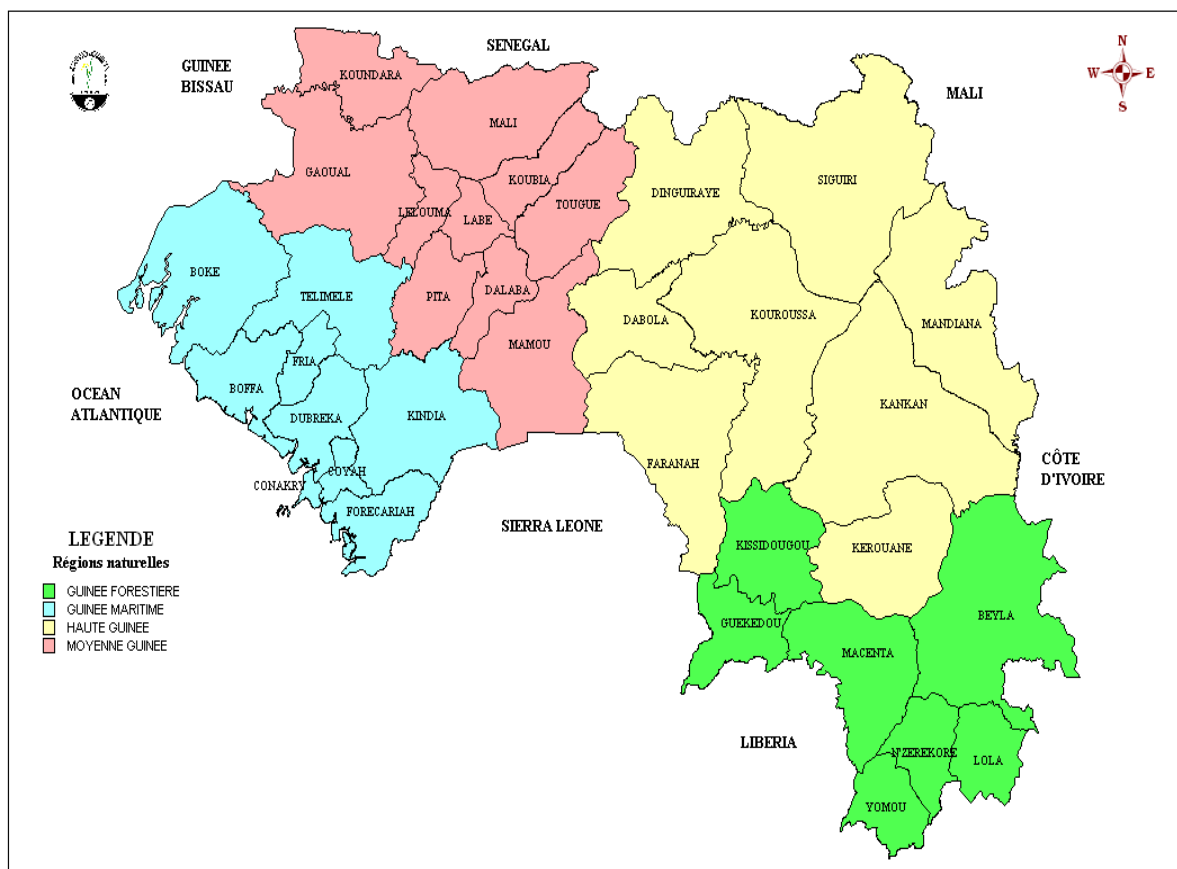 SENEGAL
GUINEE
BISSAU
MALI
N
W
E
S
KOUNDARA
MALI
GAOUAL
KOUBIA
LELOUMA
LABE
TOUGUE
DINGUIRAYE
SIGUIRI
BOKE
TELIMELE
PITA
DALABA
MAMOU
DABOLA
KOUROUSSA
MANDIANA
FRIA
BOFFA
DUBREKA
KINDIA
KANKAN
OCEAN
ATLANTIQUE
COYAH
CONAKRY
FORECARIAH
FARANAH
CÔTE
D'IVOIRE
SIERRA LEONE
KISSIDOUGOU
KEROUANE
GUEKEDOU
MACENTA
BEYLA
LIBERIA
N'ZEREKORE
LOLA
YOMOU
LEGENDE
Régions naturelles
GUINEE FORESTIERE
GUINEE MARITIME
HAUTE GUINEE
MOYENNE GUINEE